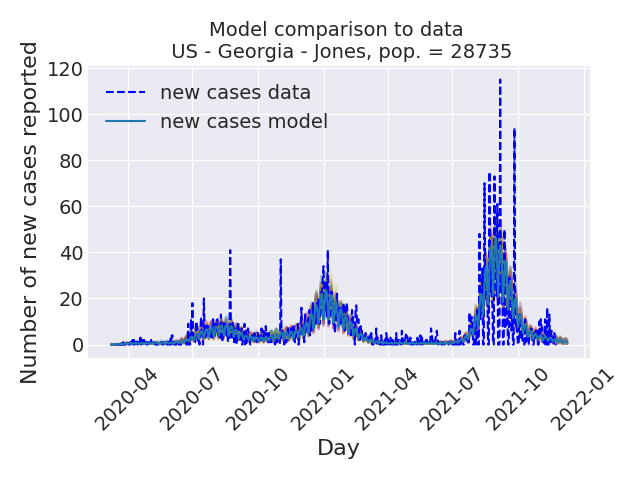 Model comparison to data
US - Georgia - Jones, pop. = 28735
Number of new cases reported
120
100
80
60
40
20
0
new cases data
new cases model
2020-04
2020-07
2020-10
2021-01
2021-04
2021-07
2021-10
2022-01
Day